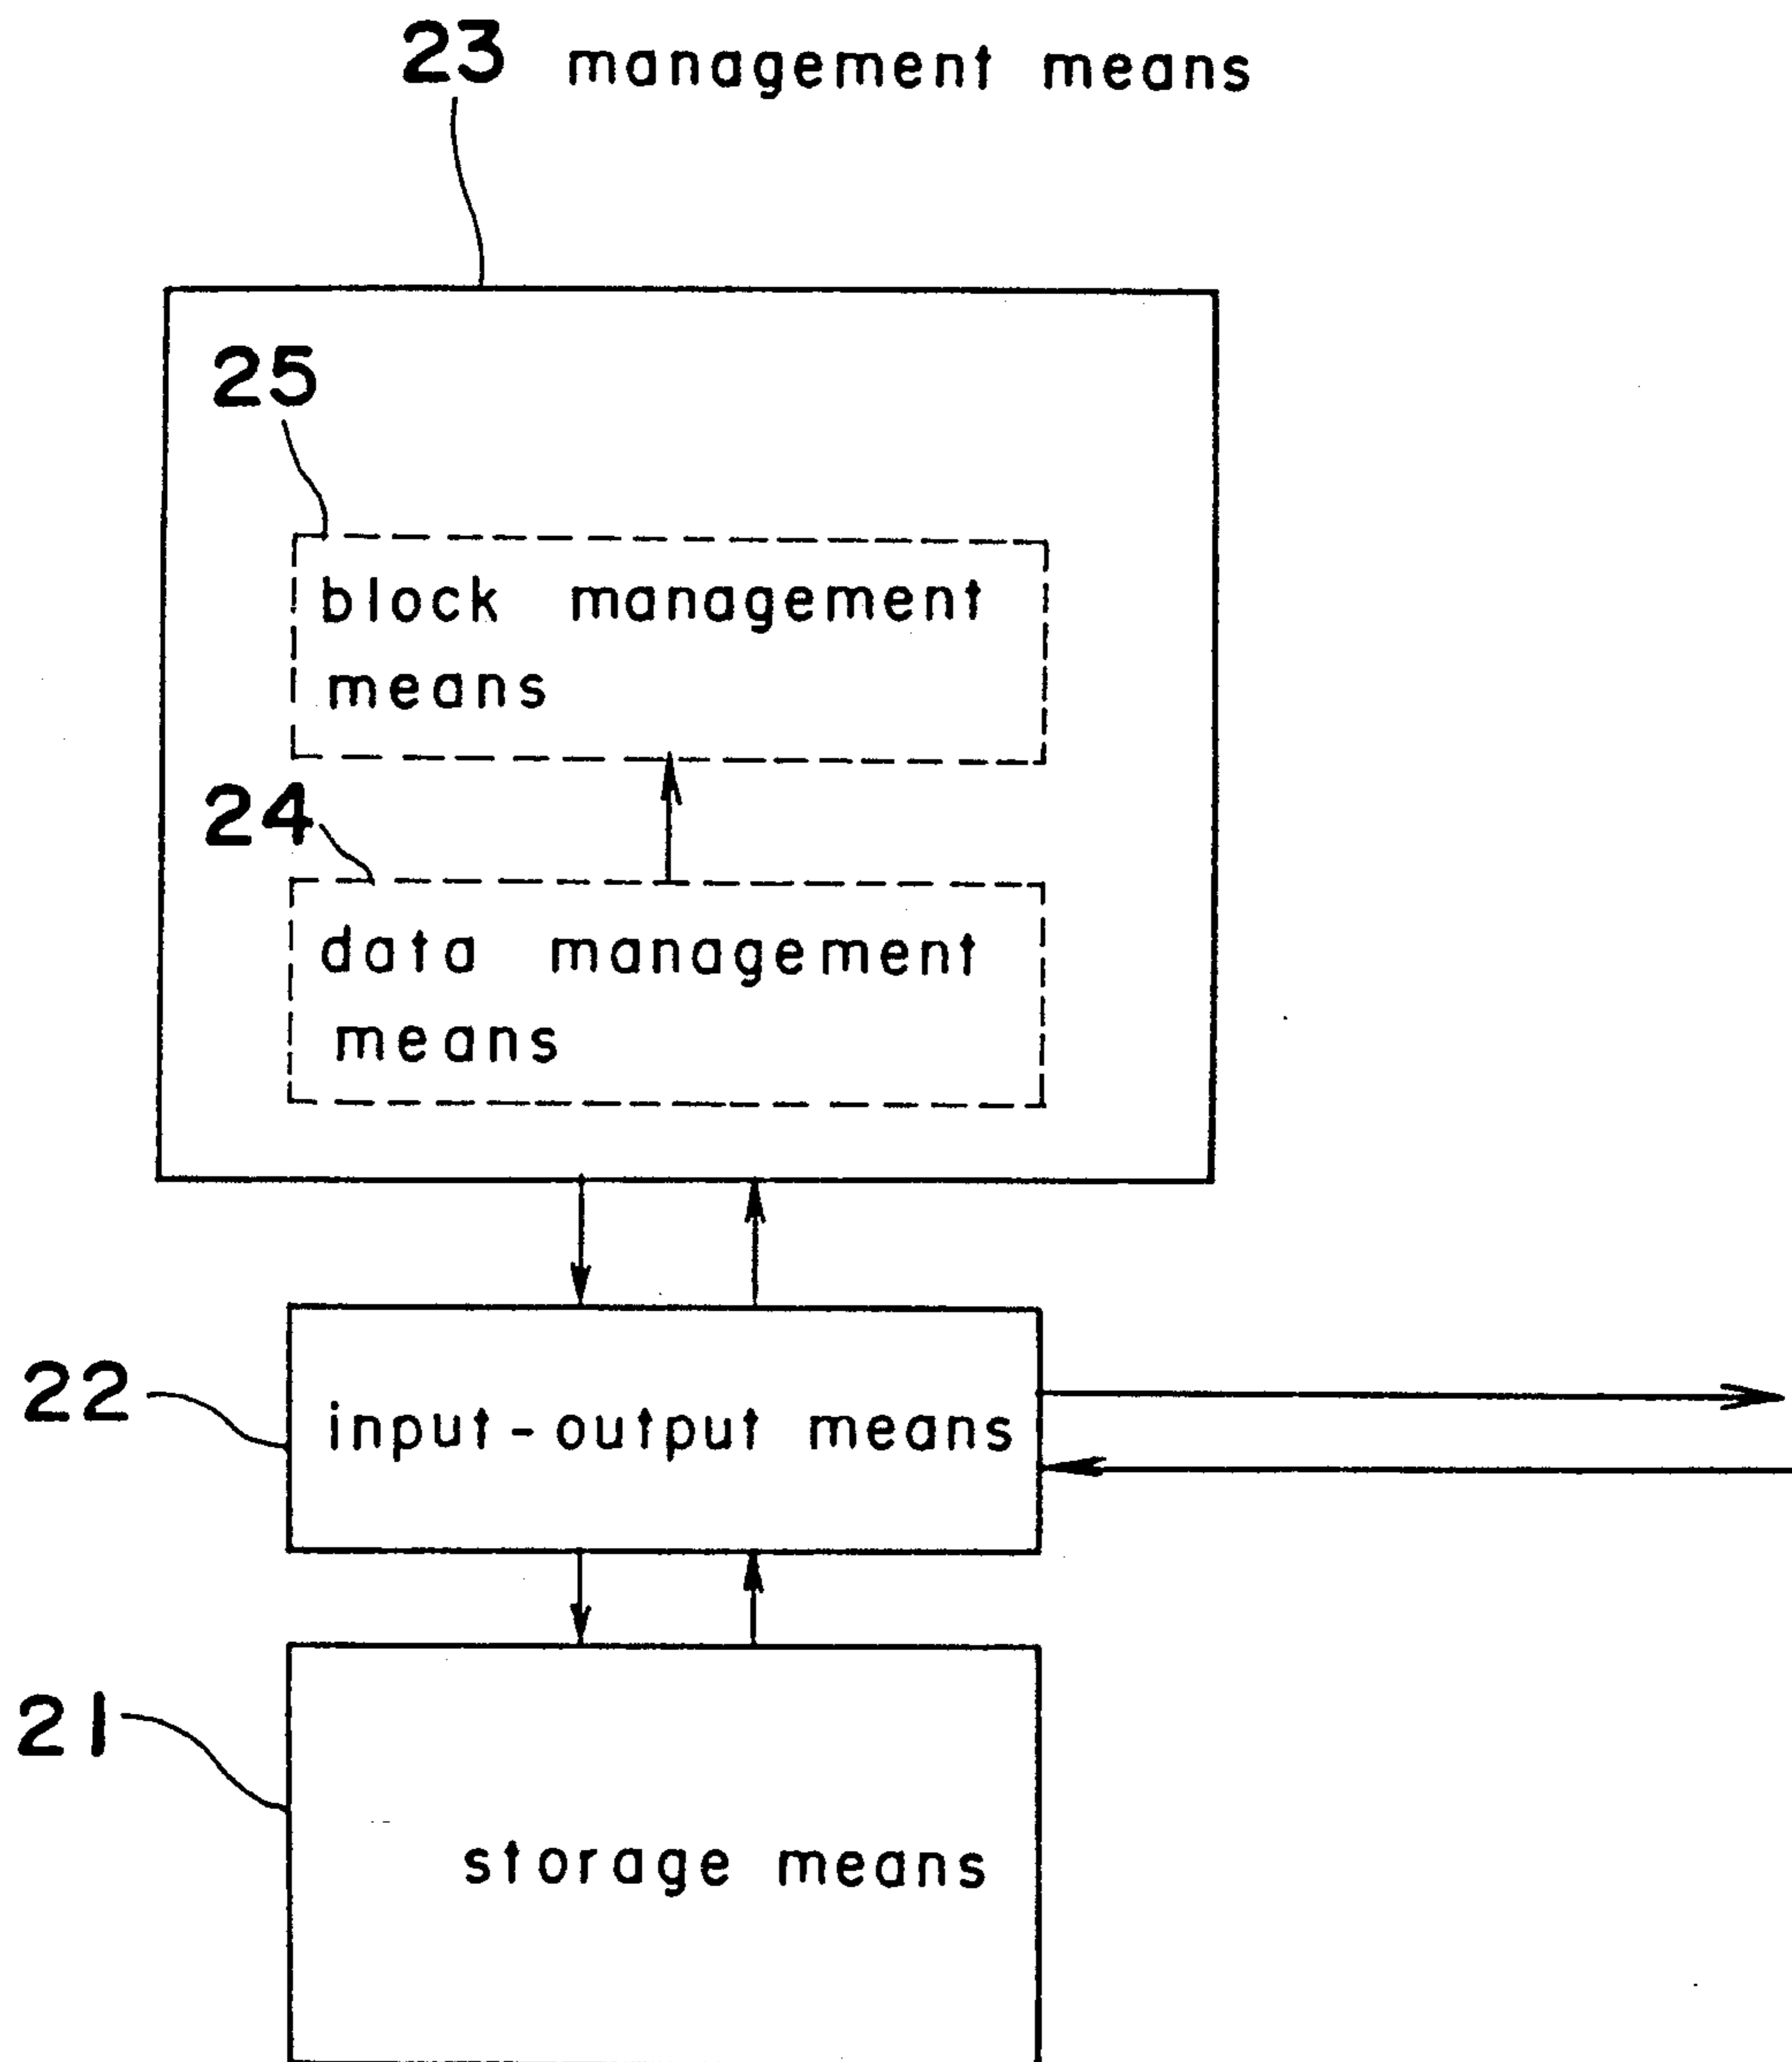 23 management means
25
block management
means
24
data management
means
22
input-output means
21
storage means